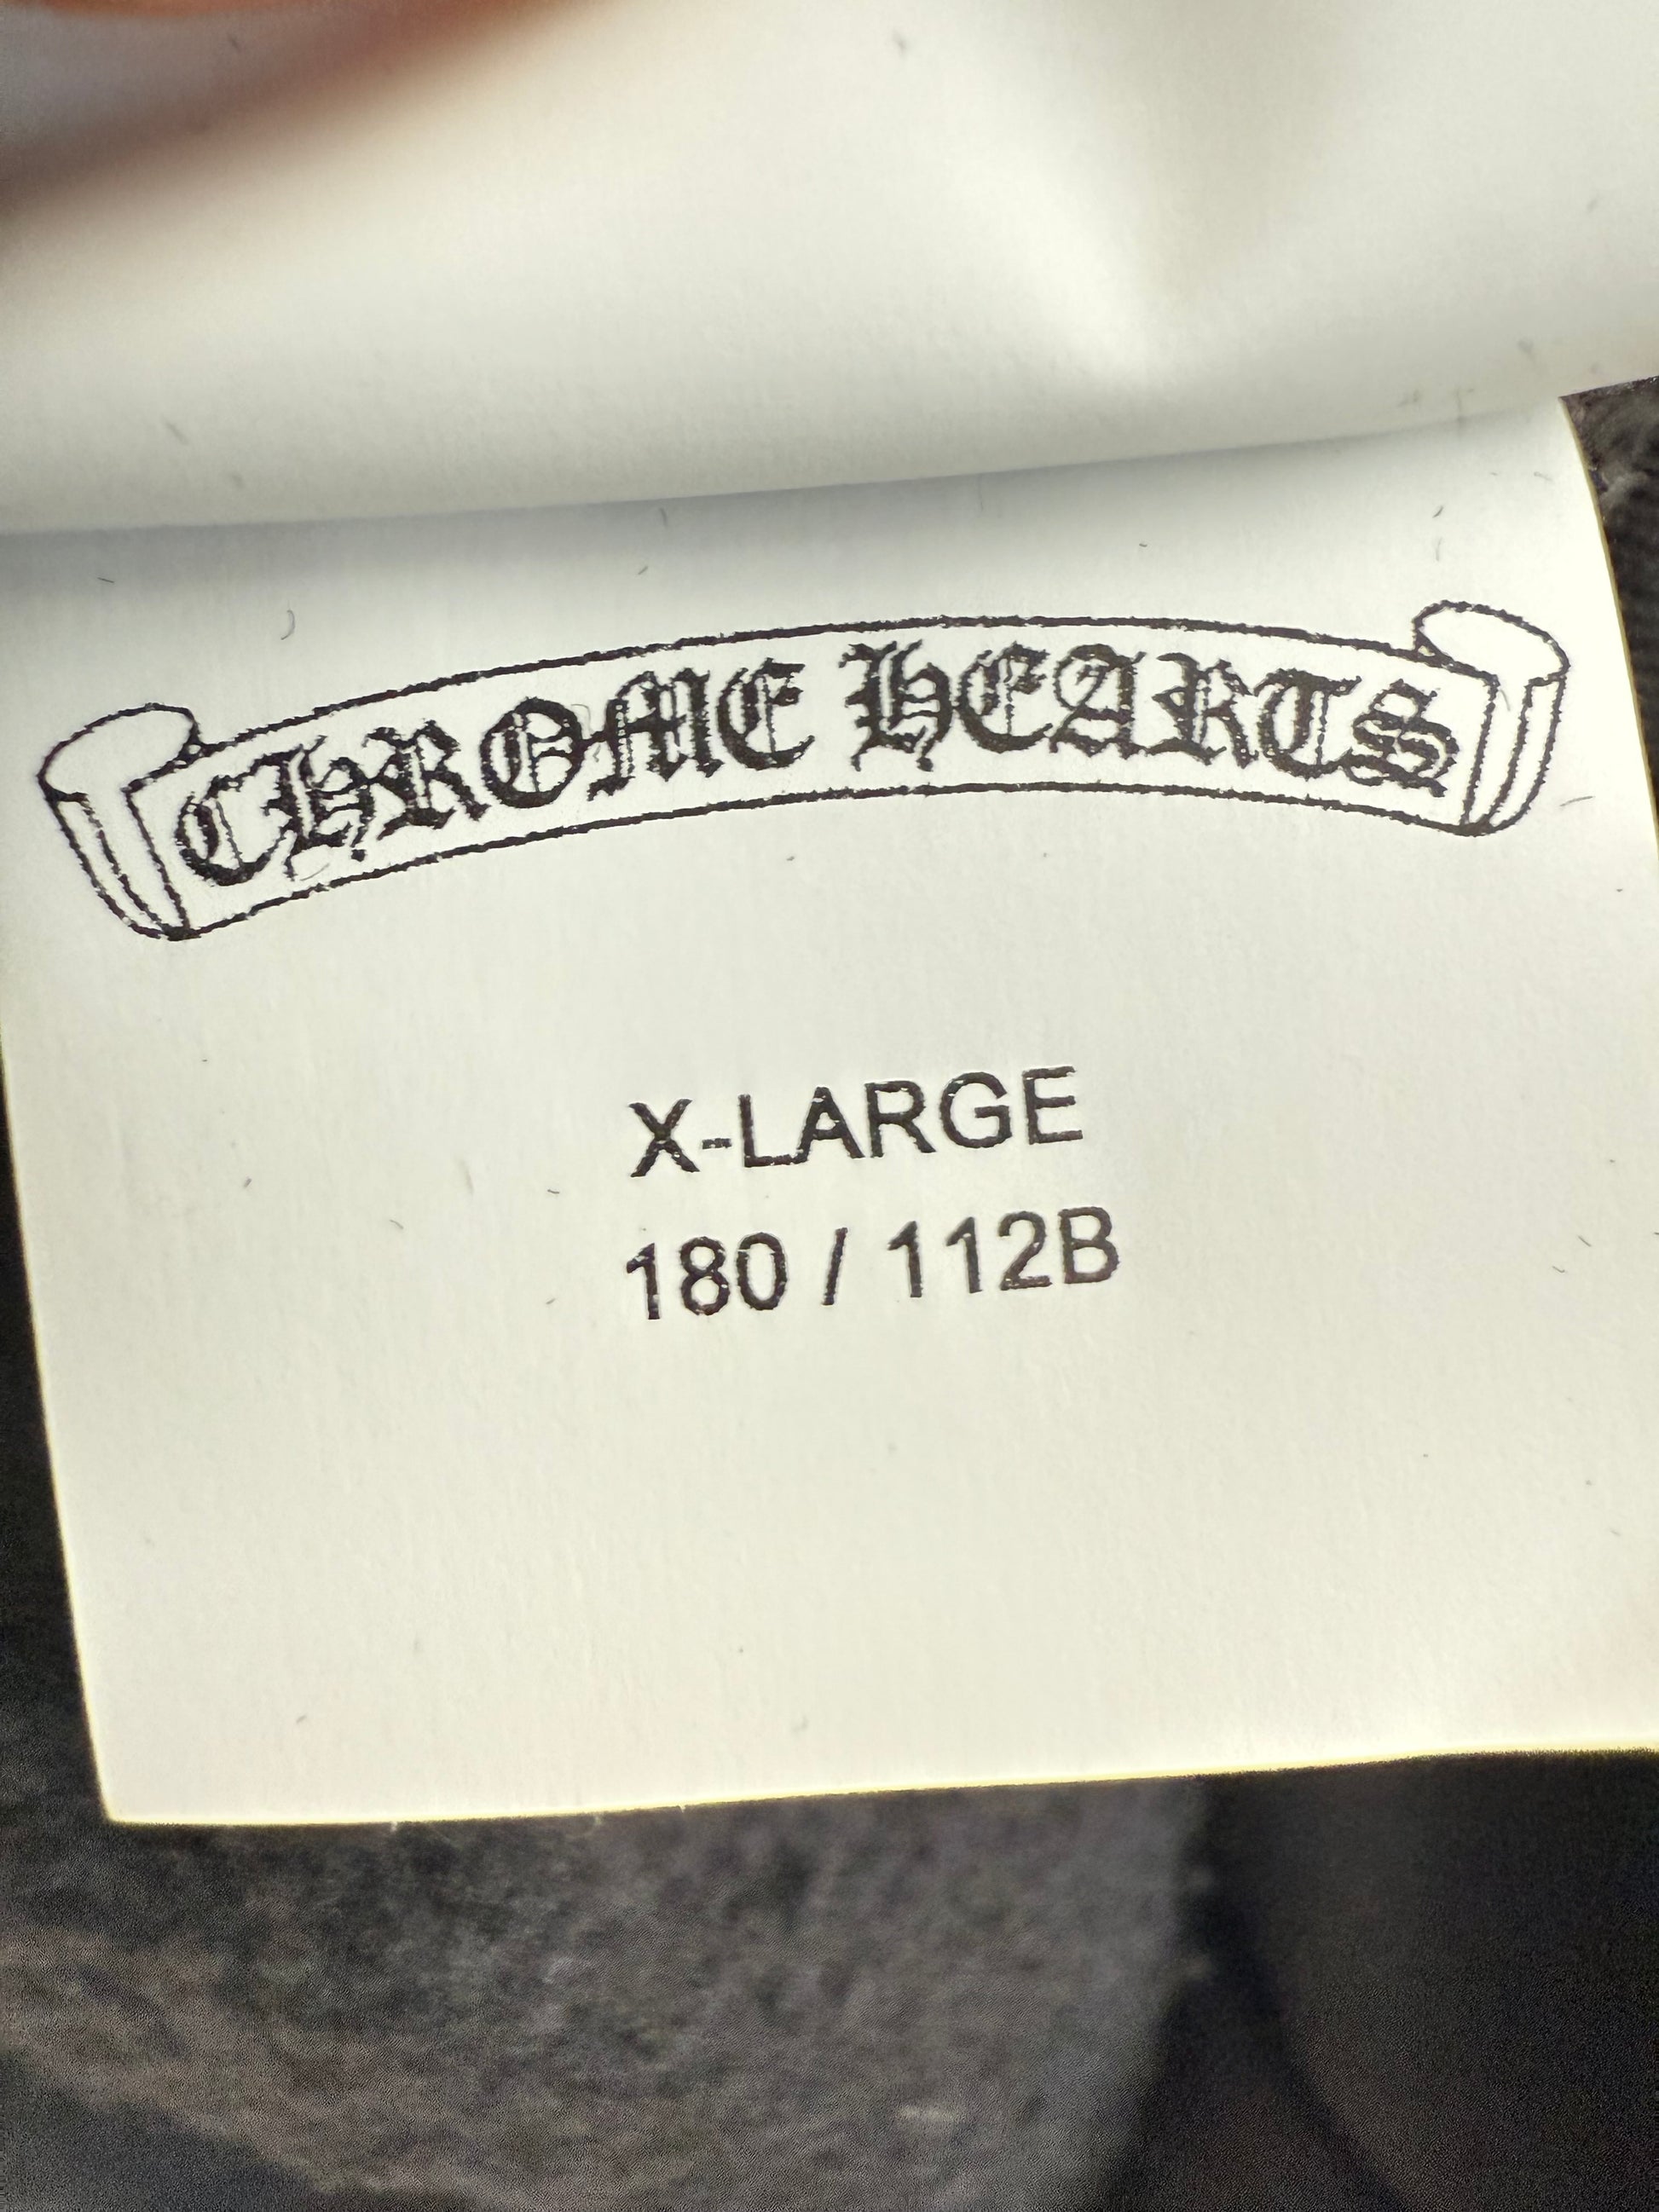 CHROME HEARTS
X-LARGE
180 / 112B